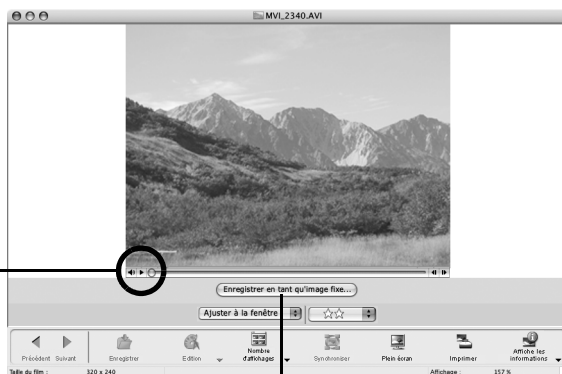 MVI_2340.AVI
Enregistrer en tant qu'image fixe...
Ajuster à la fenêtre
Précédent Suivant Enregistrer Edition Nombre d'affichages Synchroniser Plein écran Imprimer Affiche les informations
Taille du film : 320 x 240 Affichage : 157 %